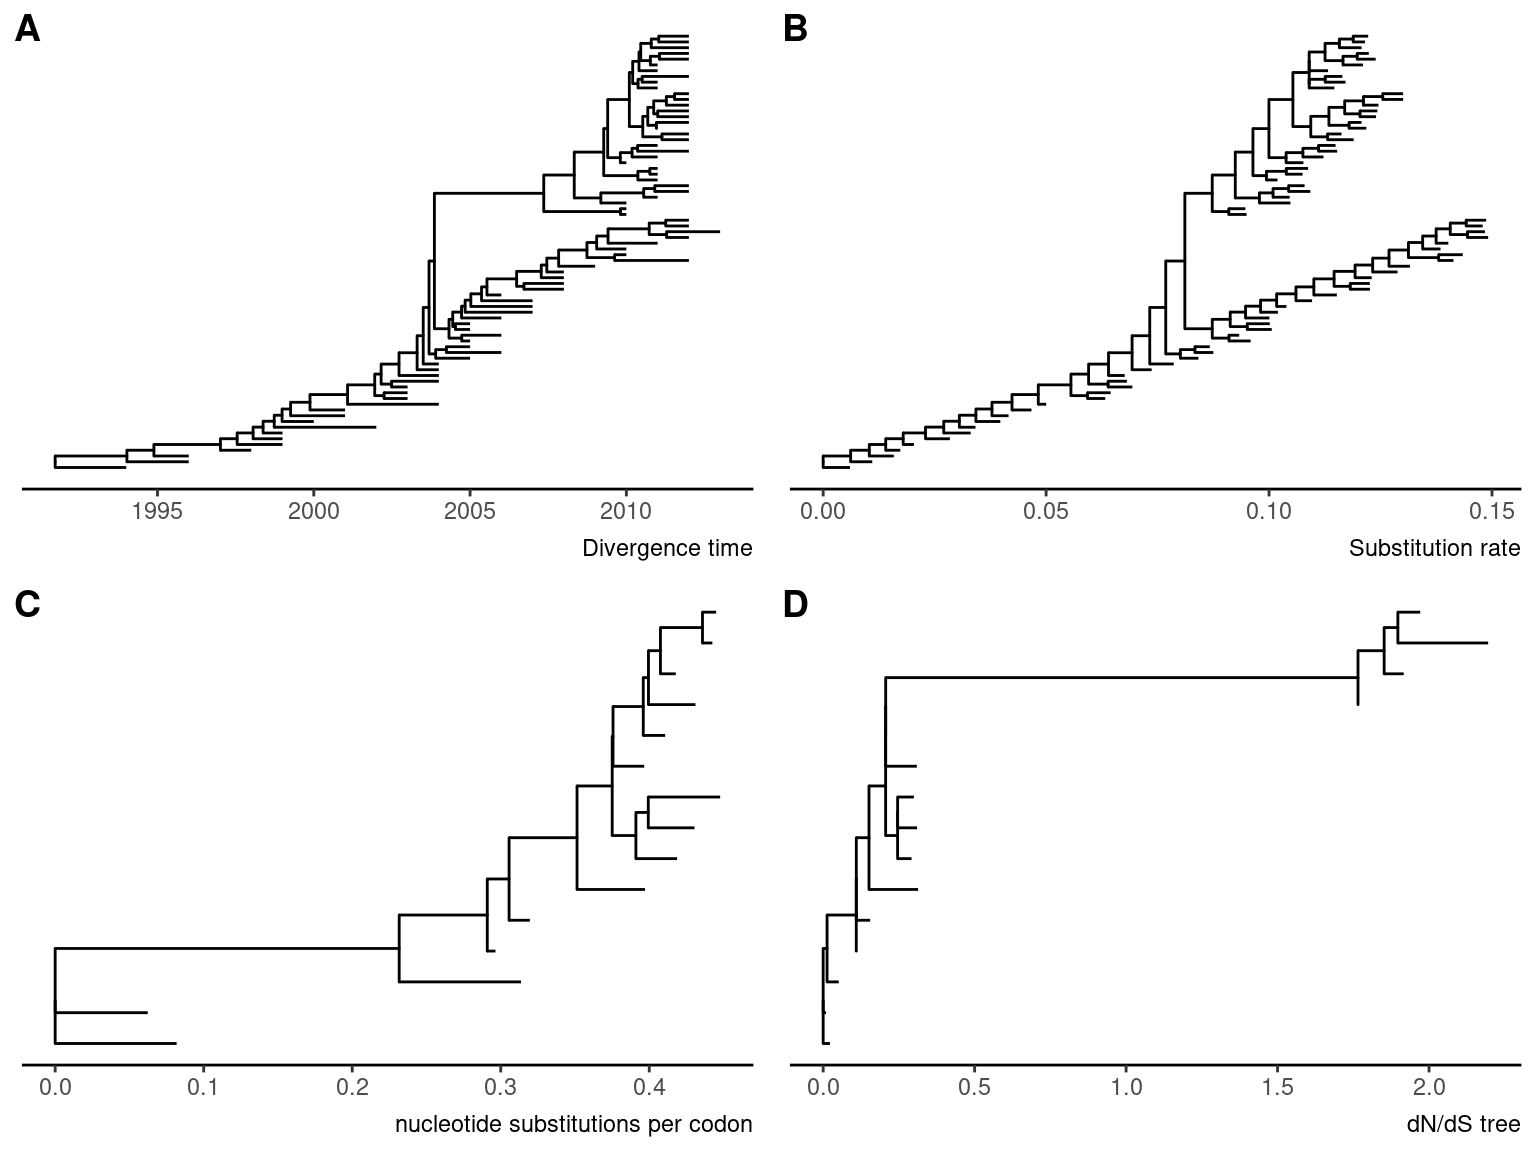 A
B
1995 2000 2005 2010
Divergence time
0.00 0.05 0.10 0.15
Substitution rate
C
D
0.0 0.1 0.2 0.3 0.4
nucleotide substitutions per codon
0.0 0.5 1.0 1.5 2.0
dN/dS tree